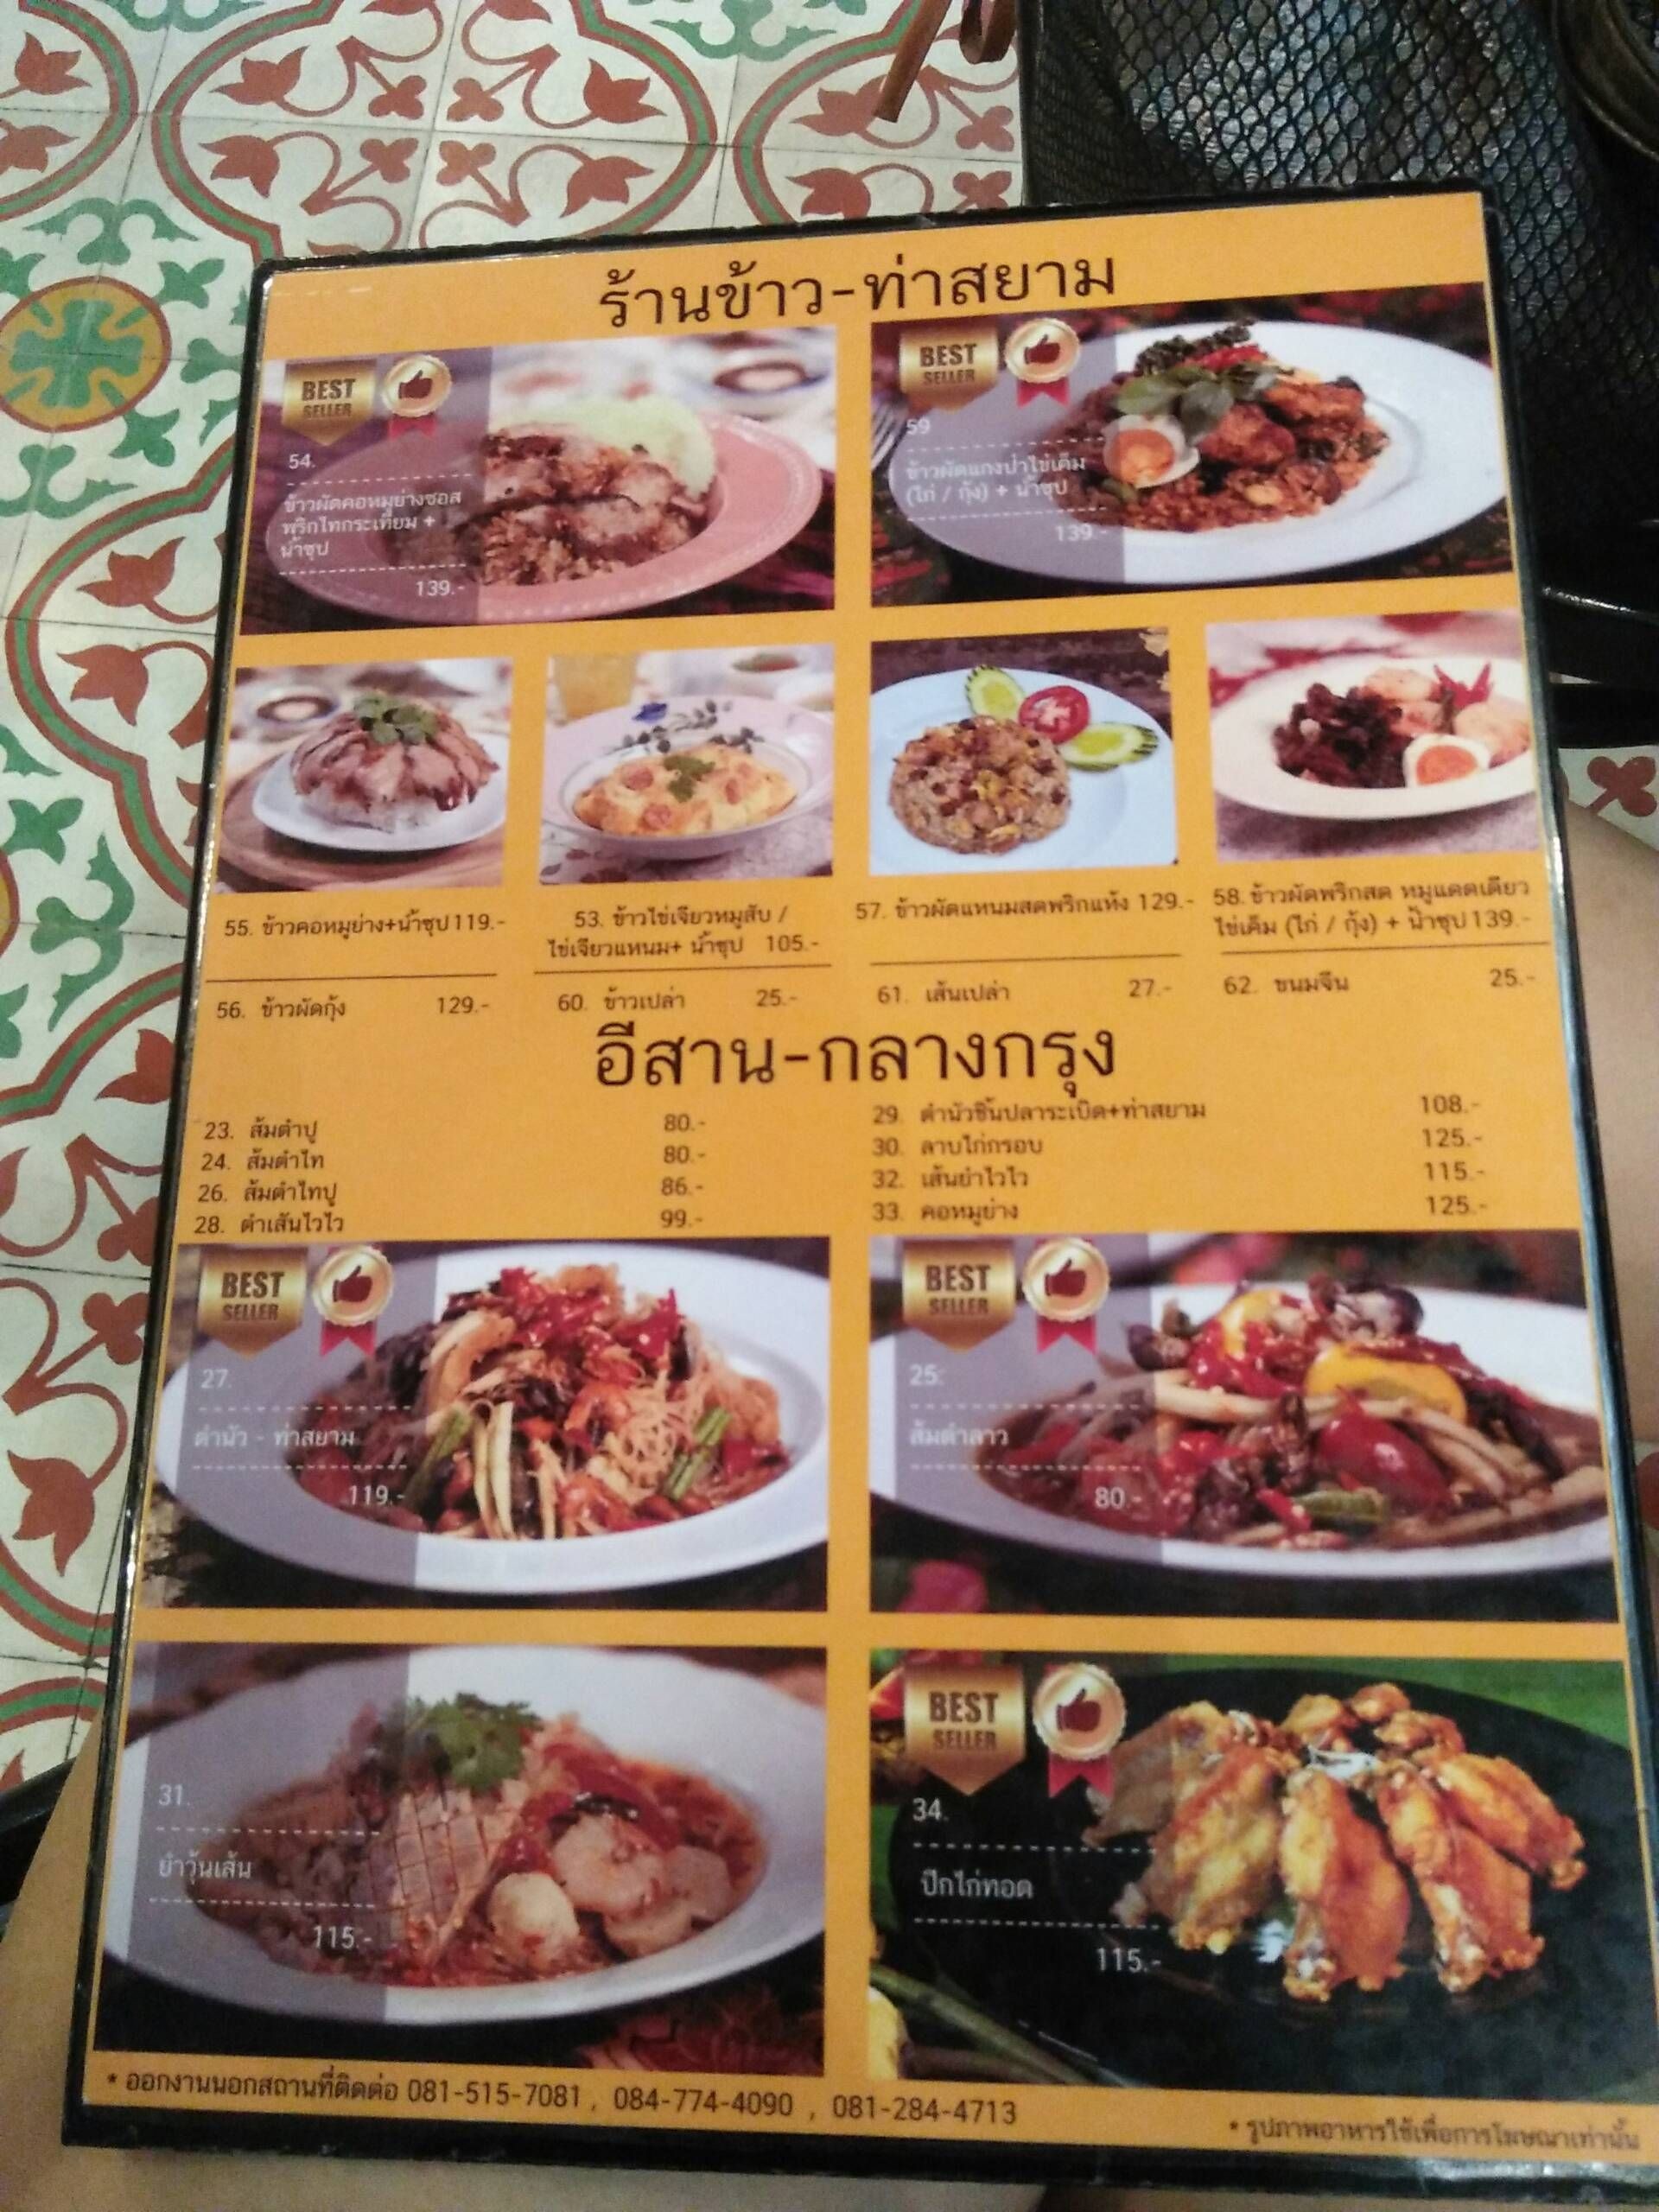 ร้านข้าว-ท่าสยาม
BEST
SELLER
54.
ข้าวผัดคอหมูย่างซอส
พริกไทกระเทียม +
น้ำซุป
139.-
BEST
SELLER
59
ข้าวผัดแกงป่าไข่เค็ม
(ไก่ / กุ้ง) + น้ำซุป
139.-
55. ข้าวคอหมูย่าง+น้ำซุป 119.-
53. ข้าวไข่เจียวหมูสับ /
ไข่เจียวแหนม+ น้ำซุป 105.-
57. ข้าวผัดแหนมสดพริกแห้ง 129.-
58. ข้าวผัดพริกสด หมูแดดเดียว
ไข่เค็ม (ไก่ / กุ้ง) + น้ำซุป 139.-
56. ข้าวผัดกุ้ง 129.-
60. ข้าวเปล่า 25.-
61. เส้นเปล่า 27.-
62. ขนมจีน 25.-
อีสาน-กลางกรุง
23. ส้มตำปู 80.-
24. ส้มตำไท 80.-
26. ส้มตำไทปู 86.-
28. ตำเส้นไวไว 99.-
29. ตำนัวชิ้นปลาระเบิด+ท่าสยาม 108.-
30. ลาบไก่กรอบ 125.-
32. เส้นยำไวไว 115.-
33. คอหมูย่าง 125.-
BEST
SELLER
27.
ตำนัว - ท่าสยาม
119.-
BEST
SELLER
25.
ส้มตำลาว
80.-
31.
ยำวุ้นเส้น
115.-
BEST
SELLER
34.
ปีกไก่ทอด
115.-
* ออกงานนอกสถานที่ติดต่อ 081-515-7081 , 084-774-4090 , 081-284-4713
* รูปภาพอาหารใช้เพื่อการโฆษณาเท่านั้น